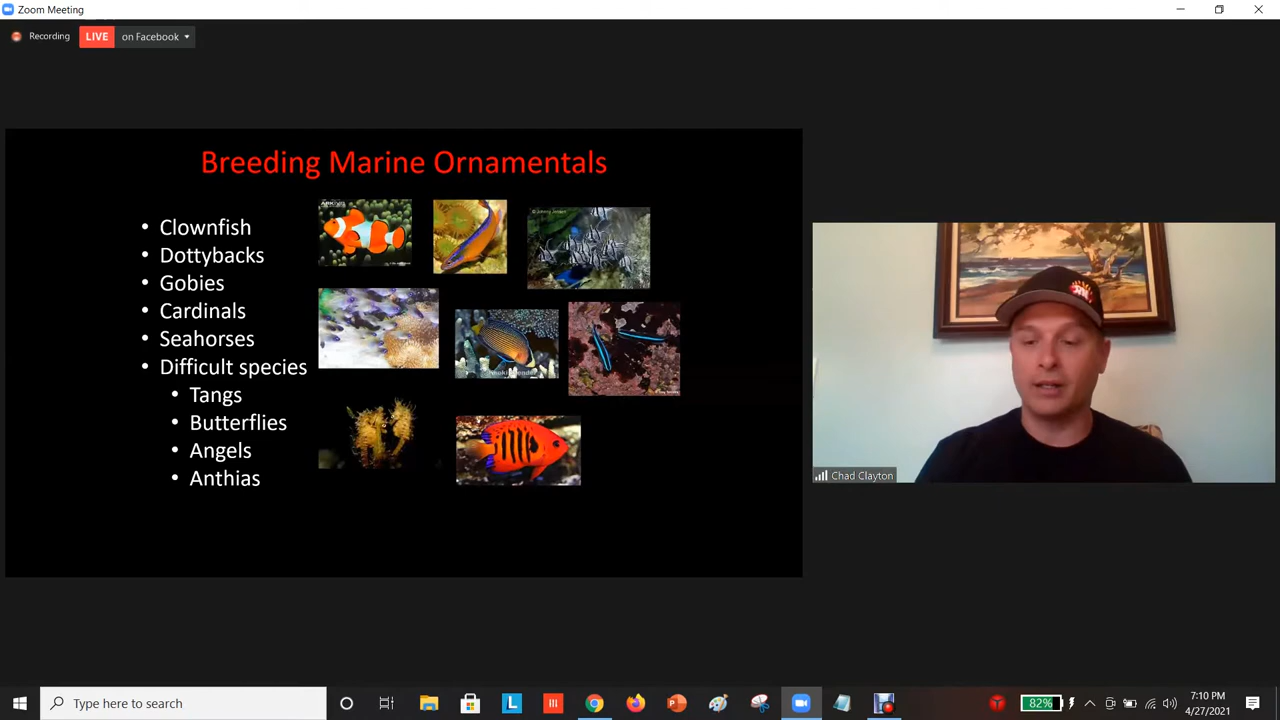 Zoom Meeting
Recording
LIVE
on Facebook
Breeding Marine Ornamentals
• Clownfish
• Dottybacks
• Gobies
• Cardinals
• Seahorses
• Difficult species
• Tangs
• Butterflies
• Angels
• Anthias
Chad Clayton
Type here to search
82%
7:10 PM
4/27/2021